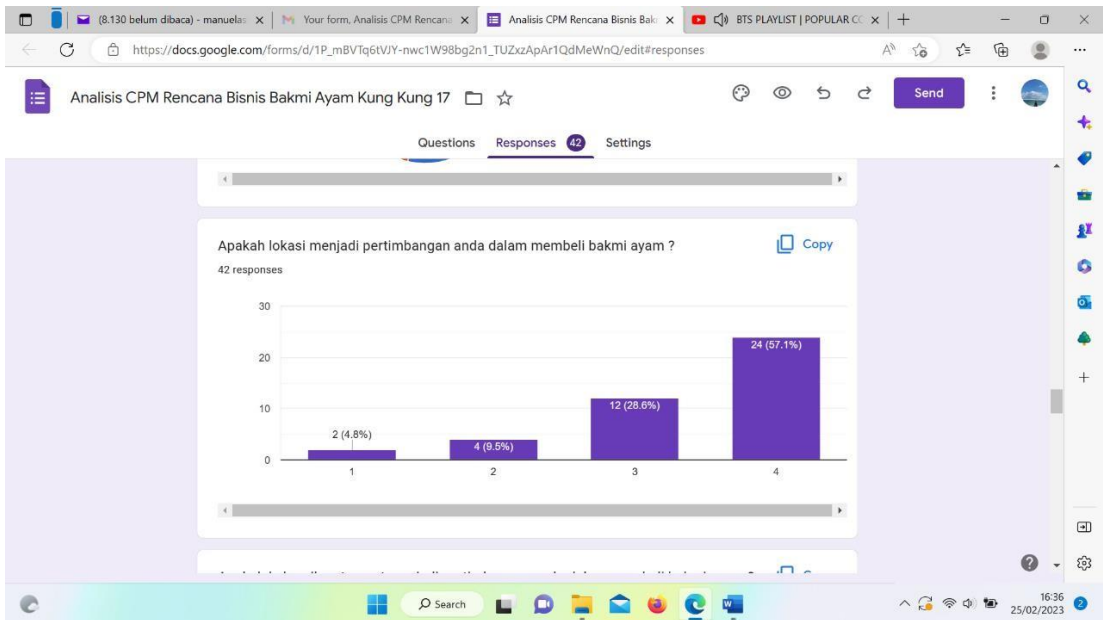 (8.130 belum dibaca) - manuelas
Your form, Analisis CPM Rencana
Analisis CPM Rencana Bisnis Bak
BTS PLAYLIST | POPULAR CC
https://docs.google.com/forms/d/1P_mBVTq6tVJY-nwc1W98bg2n1_TUZxzApAr1QdMeWnQ/edit#responses
Analisis CPM Rencana Bisnis Bakmi Ayam Kung Kung 17
Send
Questions Responses 42 Settings
Apakah lokasi menjadi pertimbangan anda dalam membeli bakmi ayam ?
Copy
42 responses
30
20
10
0
2 (4.8%)
4 (9.5%)
12 (28.6%)
24 (57.1%)
1 2 3 4
Search
16:36
25/02/2023
2